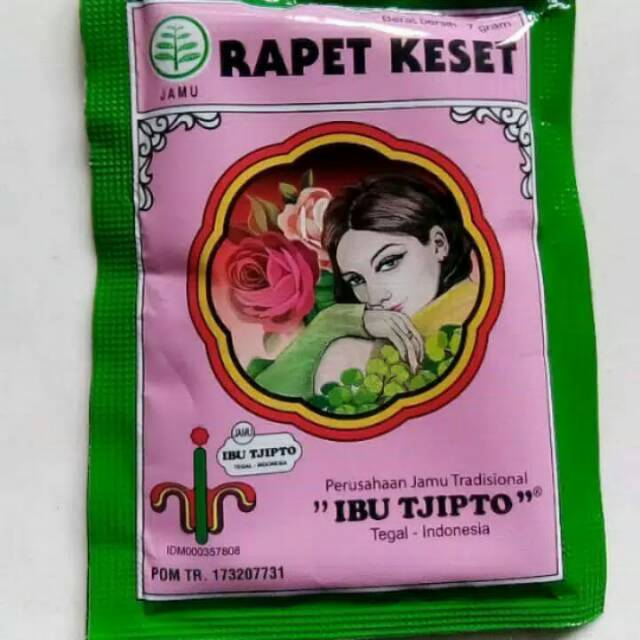 Berat bersih : 7 gram
RAPET KESET
JAMU
JAMU
IBU TJIPTO
TEGAL - INDONESIA
Perusahaan Jamu Tradisional
"IBU TJIPTO"®
Tegal - Indonesia
IDM000357808
POM TR. 173207731